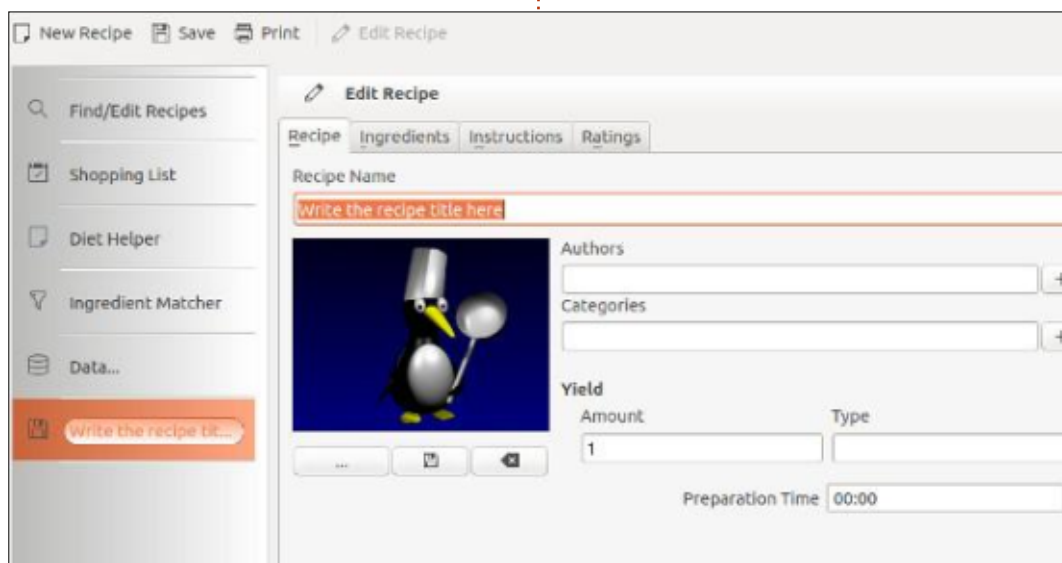 New Recipe Save Print Edit Recipe
Find/Edit Recipes
Shopping List
Diet Helper
Ingredient Matcher
Data...
Write the recipe tit...
Edit Recipe
Recipe Ingredients Instructions Ratings
Recipe Name
Write the recipe title here
Authors
+
Categories
+
Yield
Amount Type
1
Preparation Time 00:00
...